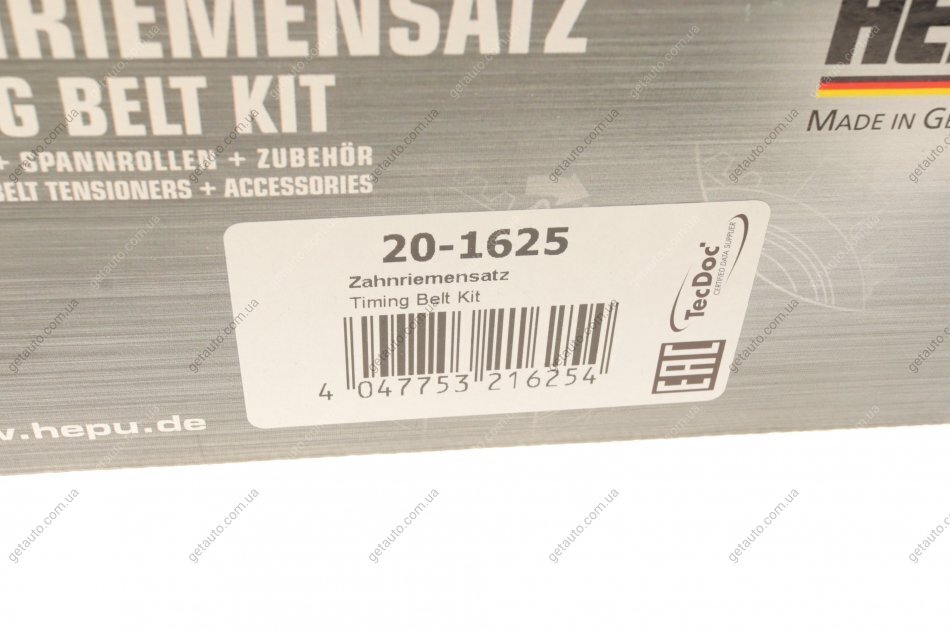 RIEMENSATZ
G BELT KIT
+ SPANNROLLEN + ZUBEHÖR
BELT TENSIONERS + ACCESSORIES
MADE IN GE
20-1625
Zahnriemensatz
Timing Belt Kit
4 047753 216254
TecDoc
CERTIFIED DATA SUPPLIER
EAC
w.hepu.de
getauto.com.ua